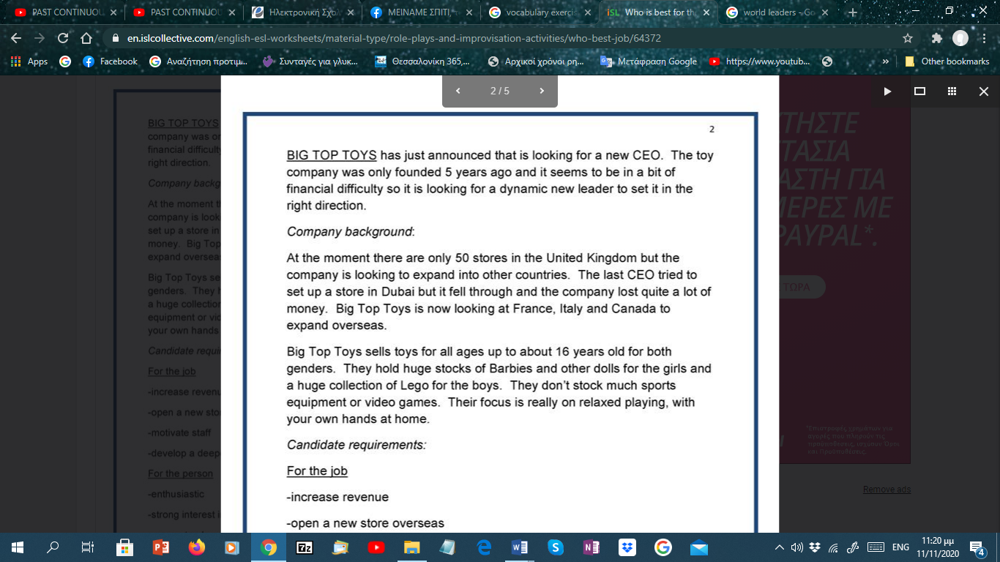 PAST CONTINUOU
PAST CONTINUOU
Ηλεκτρονική Σχολ
ΜΕΙΝΑΜΕ ΣΠΙΤΙ, τ
vocabulary exercis
iSL Who is best for th
world leaders - Go
en.islcollective.com/english-esl-worksheets/material-type/role-plays-and-improvisation-activities/who-best-job/64372
Apps
Facebook
Αναζήτηση προτιμ...
Συνταγές για γλυκ...
Θεσσαλονίκη 365,...
Αρχικοί χρόνοι ρη...
Μετάφραση Google
https://www.youtub...
»
Other bookmarks
2 / 5
2
BIG TOP TOYS has just announced that is looking for a new CEO. The toy
company was only founded 5 years ago and it seems to be in a bit of
financial difficulty so it is looking for a dynamic new leader to set it in the
right direction.
Company background:
At the moment there are only 50 stores in the United Kingdom but the
company is looking to expand into other countries. The last CEO tried to
set up a store in Dubai but it fell through and the company lost quite a lot of
money. Big Top Toys is now looking at France, Italy and Canada to
expand overseas.
Big Top Toys sells toys for all ages up to about 16 years old for both
genders. They hold huge stocks of Barbies and other dolls for the girls and
a huge collection of Lego for the boys. They don't stock much sports
equipment or video games. Their focus is really on relaxed playing, with
your own hands at home.
Candidate requirements:
For the job
-increase revenue
-open a new store overseas
BIG TOP TOYS
company was or
financial difficult
right direction.
Company backg
At the moment th
company is look
set up a store in
money. Big Top
expand oversea
Big Top Toys se
genders. They h
a huge collection
equipment or vid
your own hands
Candidate requi
For the job
-increase revenu
-open a new sto
-motivate staff
-develop a deep
For the person
-enthusiastic
-strong interest i
ΤΗΣΤΕ
ΤΑΣΙΑ
ΑΣΤΗ ΓΙΑ
ΜΕΡΕΣ ΜΕ
PAYPAL*.
ΤΩΡΑ
*Επιστροφές χρημάτων για
αγορές που πληρούν τις
προϋποθέσεις, ισχύουν Όροι
και Προϋποθέσεις.
Remove ads
7z
ENG
11:20 μμ
11/11/2020
4